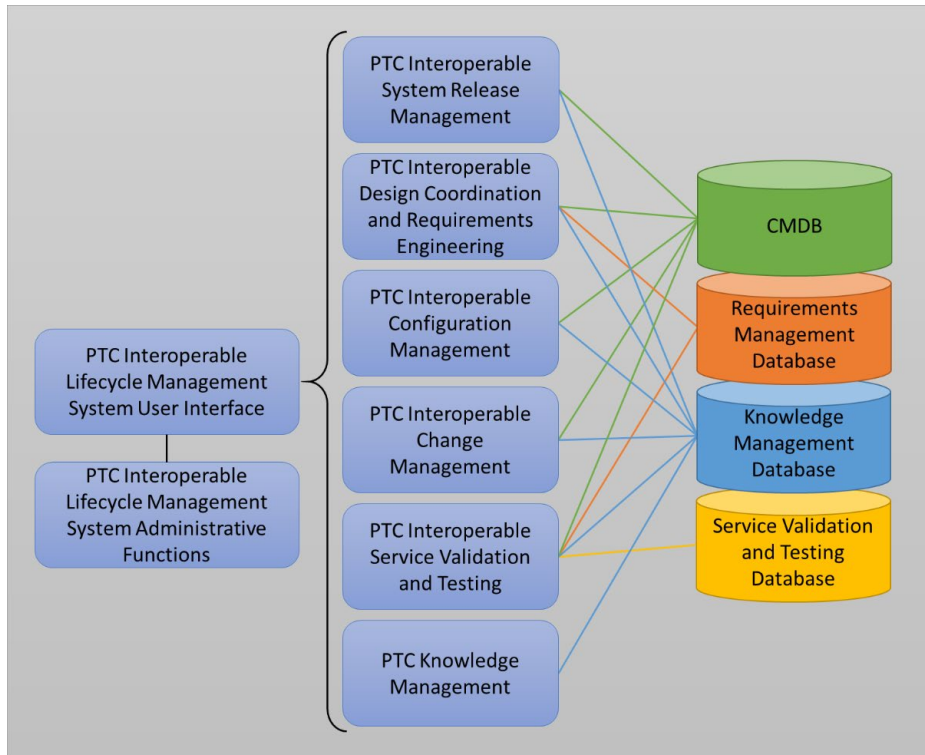 PTC Interoperable
Lifecycle Management
System User Interface
PTC Interoperable
Lifecycle Management
System Administrative
Functions
PTC Interoperable
System Release
Management
PTC Interoperable
Design Coordination
and Requirements
Engineering
PTC Interoperable
Configuration
Management
PTC Interoperable
Change
Management
PTC Interoperable
Service Validation
and Testing
PTC Knowledge
Management
CMDB
Requirements
Management
Database
Knowledge
Management
Database
Service Validation
and Testing
Database